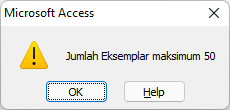 Microsoft Access
Jumlah Eksemplar maksimum 50
OK
Help